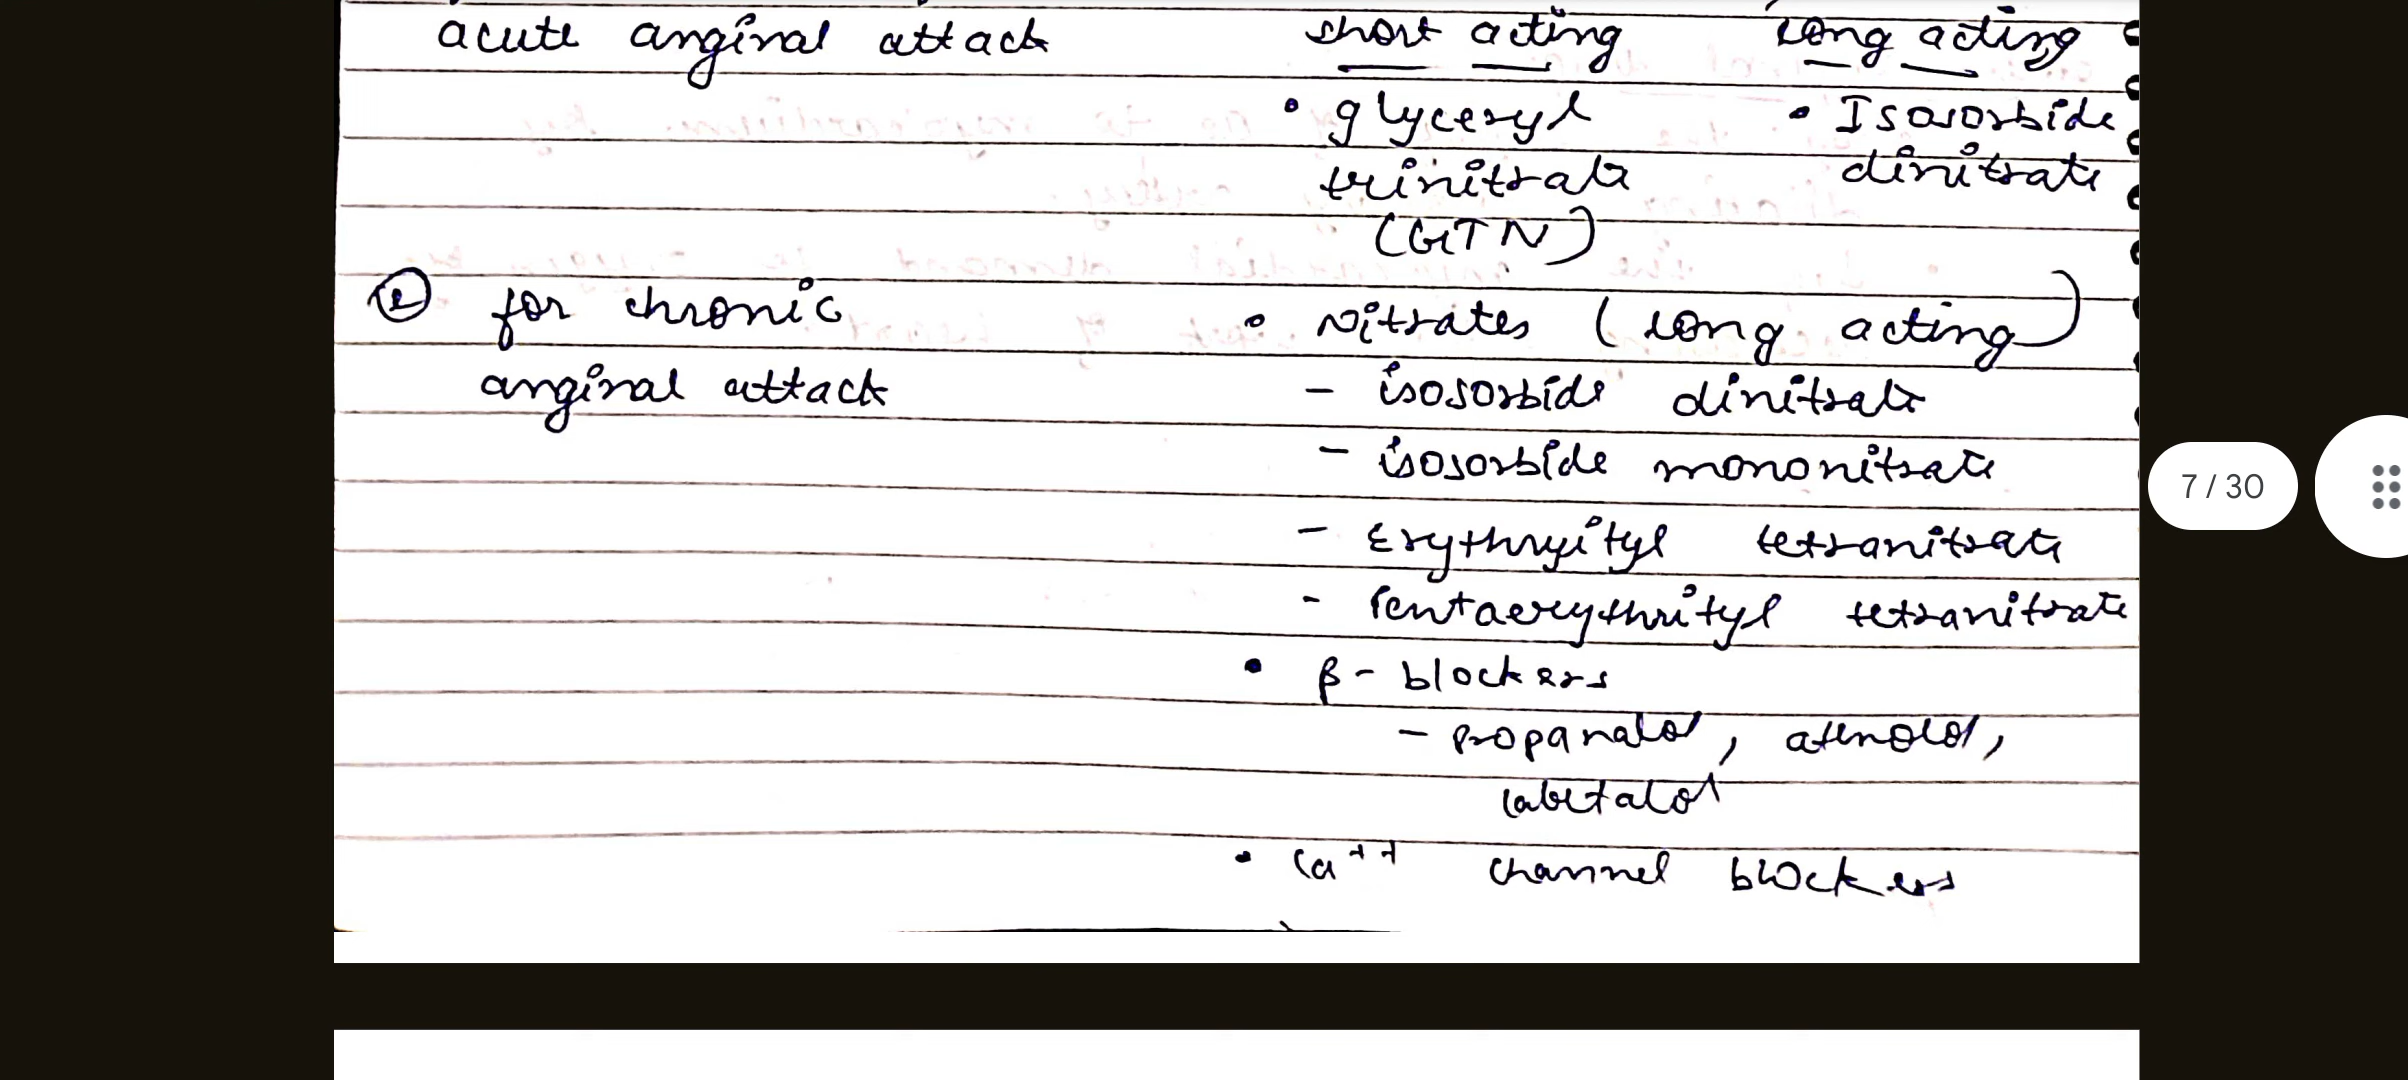 acute anginal attack short acting long acting
• glyceryl • Isosorbide
trinitrate dinitrate
(GTN)
② for chronic • Nitrates (long acting)
anginal attack - isosorbide dinitrate
- isosorbide mononitrate
- Erythryityl tetranitrate
- Pentaerythrityl tetranitrate
• β- blockers
- propanalol, atenolol,
labetalol
• Ca++ channel blockers
7 / 30